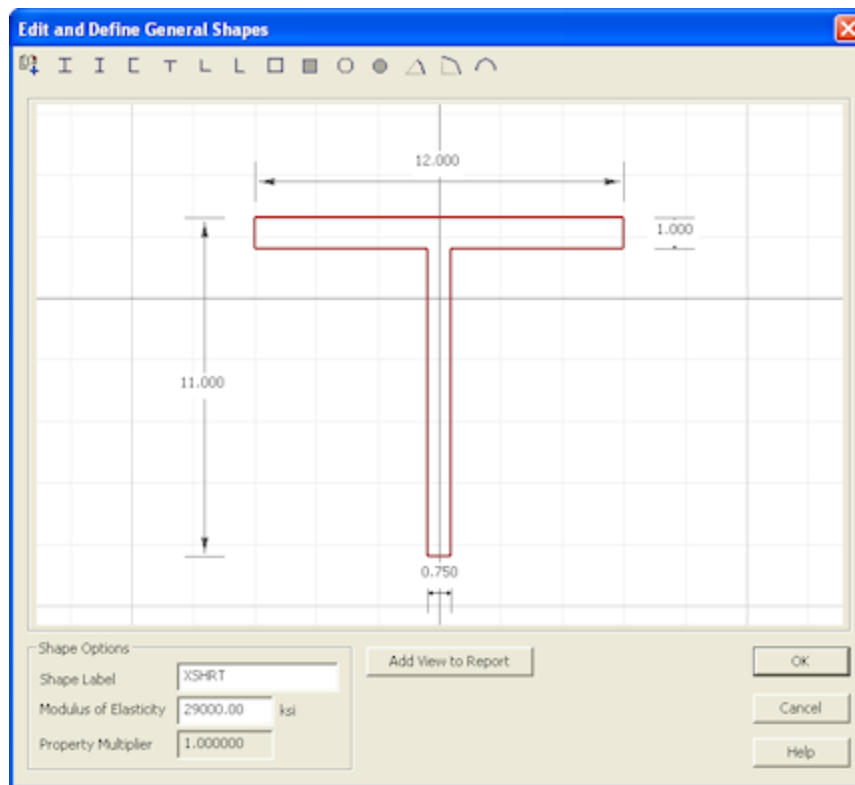 Edit and Define General Shapes
12.000
1.000
11.000
0.750
Shape Options
Shape Label XSHRT
Modulus of Elasticity 29000.00 ksi
Property Multiplier 1.000000
Add View to Report
OK
Cancel
Help